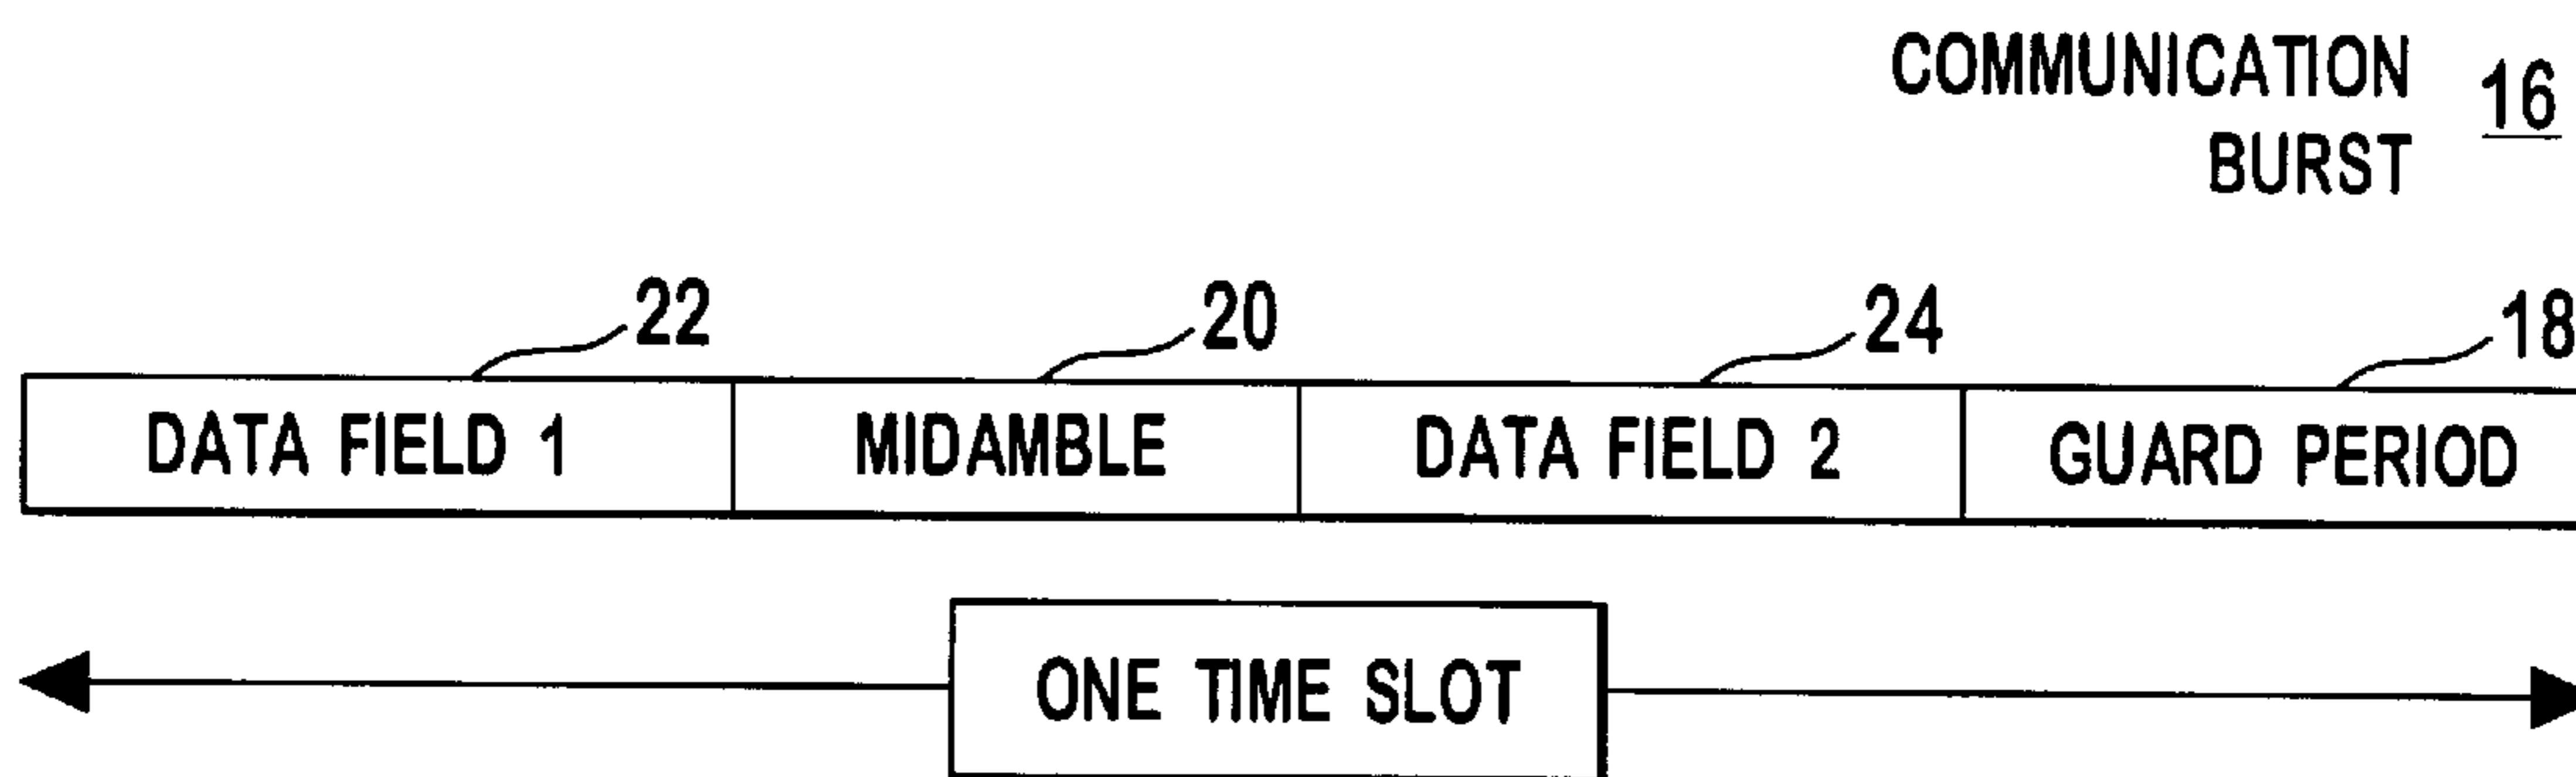 COMMUNICATION 16
BURST
22 20 24 18
DATA FIELD 1 MIDAMBLE DATA FIELD 2 GUARD PERIOD
ONE TIME SLOT